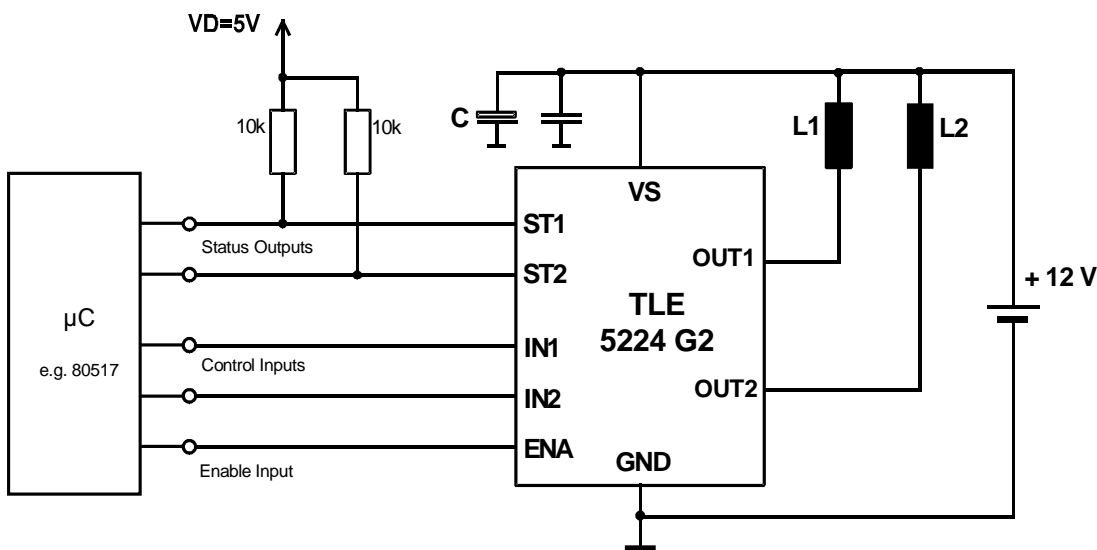 VD=5V
10k
10k
C
L1
L2
VS
ST1
Status Outputs
OUT1
ST2
+ 12 V
TLE
5224 G2
µC
IN1
e.g. 80517
Control Inputs
OUT2
IN2
ENA
GND
Enable Input